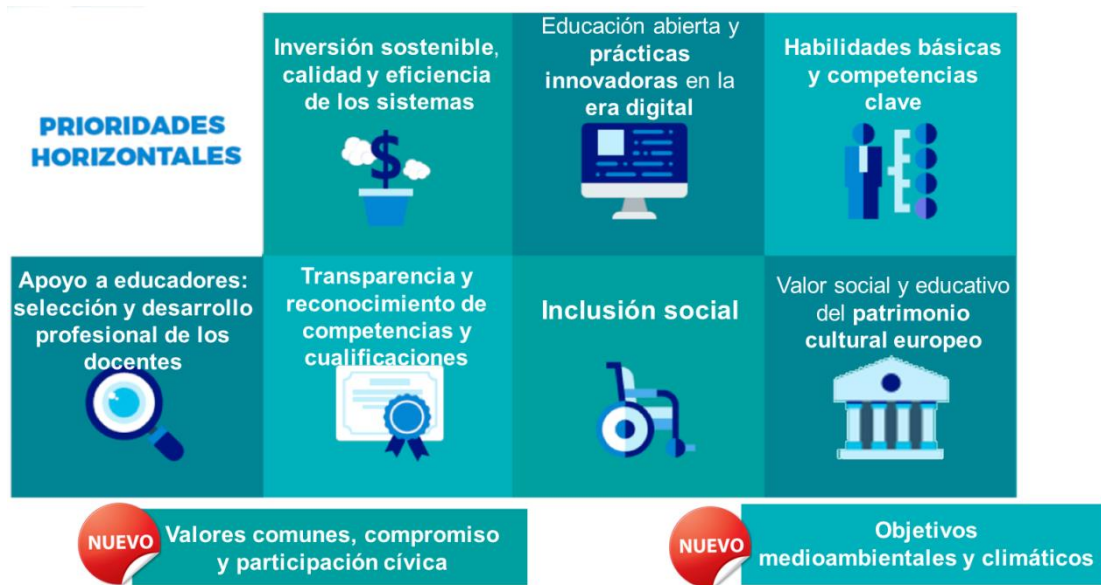 PRIORIDADES
HORIZONTALES
Inversión sostenible,
calidad y eficiencia
de los sistemas
$
Educación abierta y
prácticas
innovadoras en la
era digital
Habilidades básicas
y competencias
clave
Apoyo a educadores:
selección y desarrollo
profesional de los
docentes
Transparencia y
reconocimiento de
competencias y
cualificaciones
Inclusión social
Valor social y educativo
del patrimonio
cultural europeo
NUEVO
Valores comunes, compromiso
y participación cívica
NUEVO
Objetivos
medioambientales y climáticos